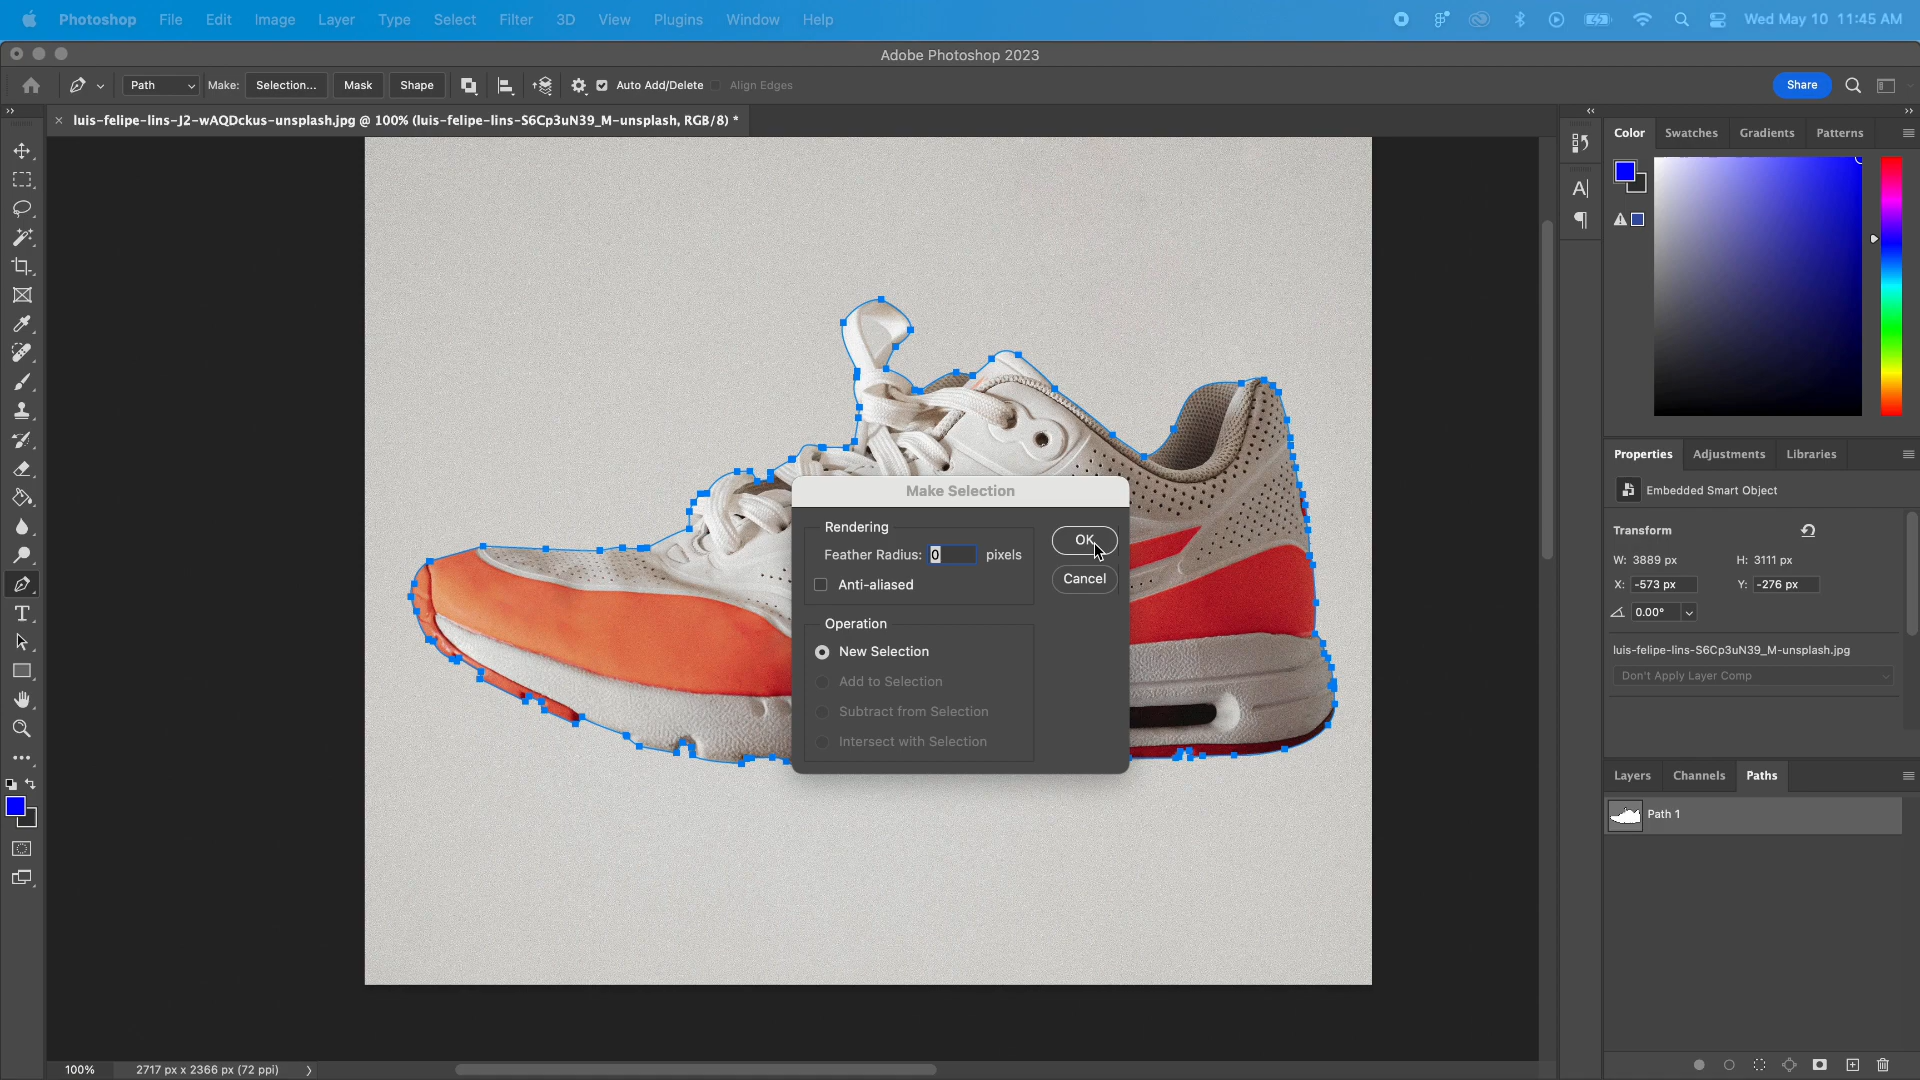 Photoshop File Edit Image Layer Type Select Filter 3D View Plugins Window Help Wed May 10 11:45 AM
Adobe Photoshop 2023
Path Make: Selection... Mask Shape Auto Add/Delete Align Edges Share
luis-felipe-lins-J2-wAQDckus-unsplash.jpg @ 100% (luis-felipe-lins-S6Cp3uN39_M-unsplash, RGB/8) *
Color Swatches Gradients Patterns
Make Selection
Rendering
Feather Radius: 0 pixels
Anti-aliased
OK
Cancel
Operation
New Selection
Add to Selection
Subtract from Selection
Intersect with Selection
Properties Adjustments Libraries
Embedded Smart Object
Transform
W: 3889 px H: 3111 px
X: -573 px Y: -276 px
0.00°
luis-felipe-lins-S6Cp3uN39_M-unsplash.jpg
Don't Apply Layer Comp
Layers Channels Paths
Path 1
100% 2717 px x 2366 px (72 ppi)